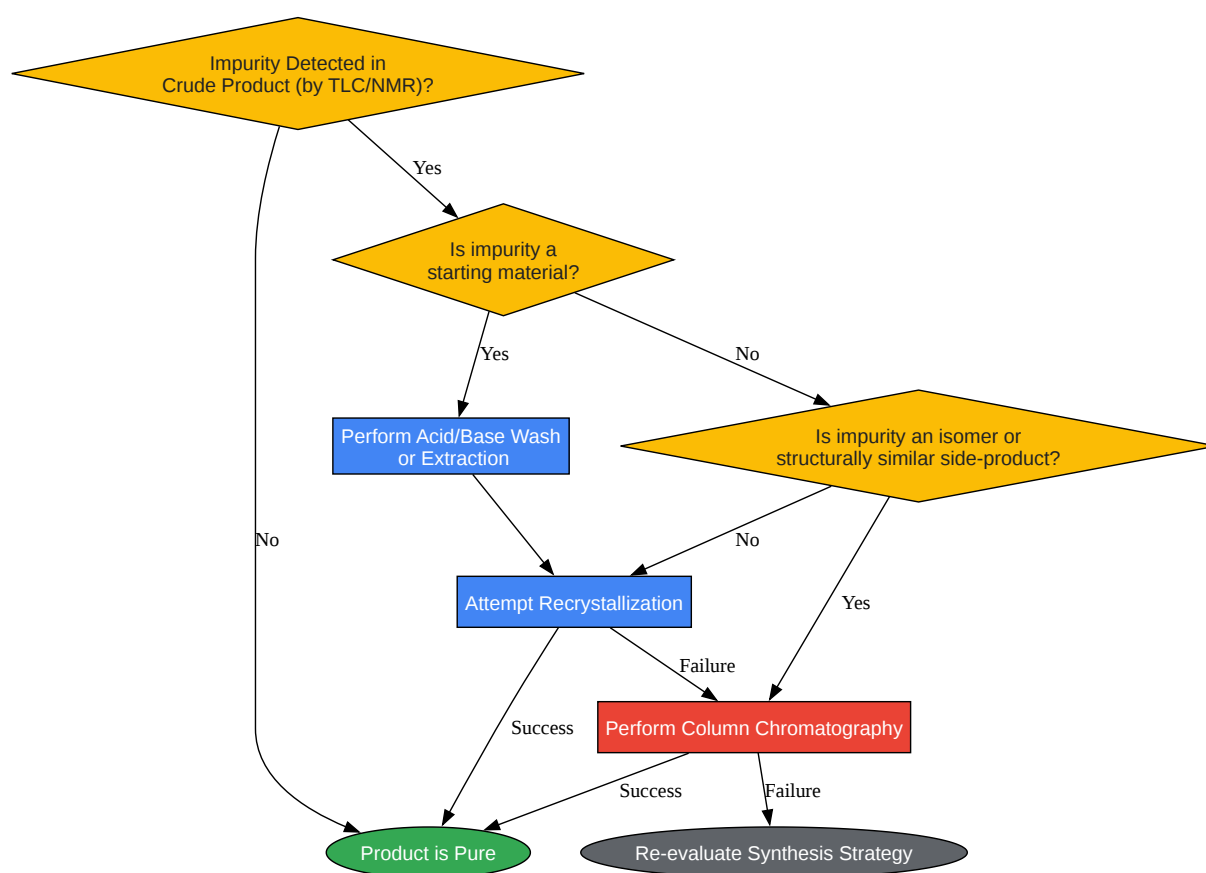 Impurity Detected in
Crude Product (by TLC/NMR)?
Yes
Is impurity a
starting material?
Yes
No
Perform Acid/Base Wash
or Extraction
Is impurity an isomer or
structurally similar side-product?
No
No
Attempt Recrystallization
Yes
Failure
Success
Perform Column Chromatography
Success
Failure
Product is Pure
Re-evaluate Synthesis Strategy